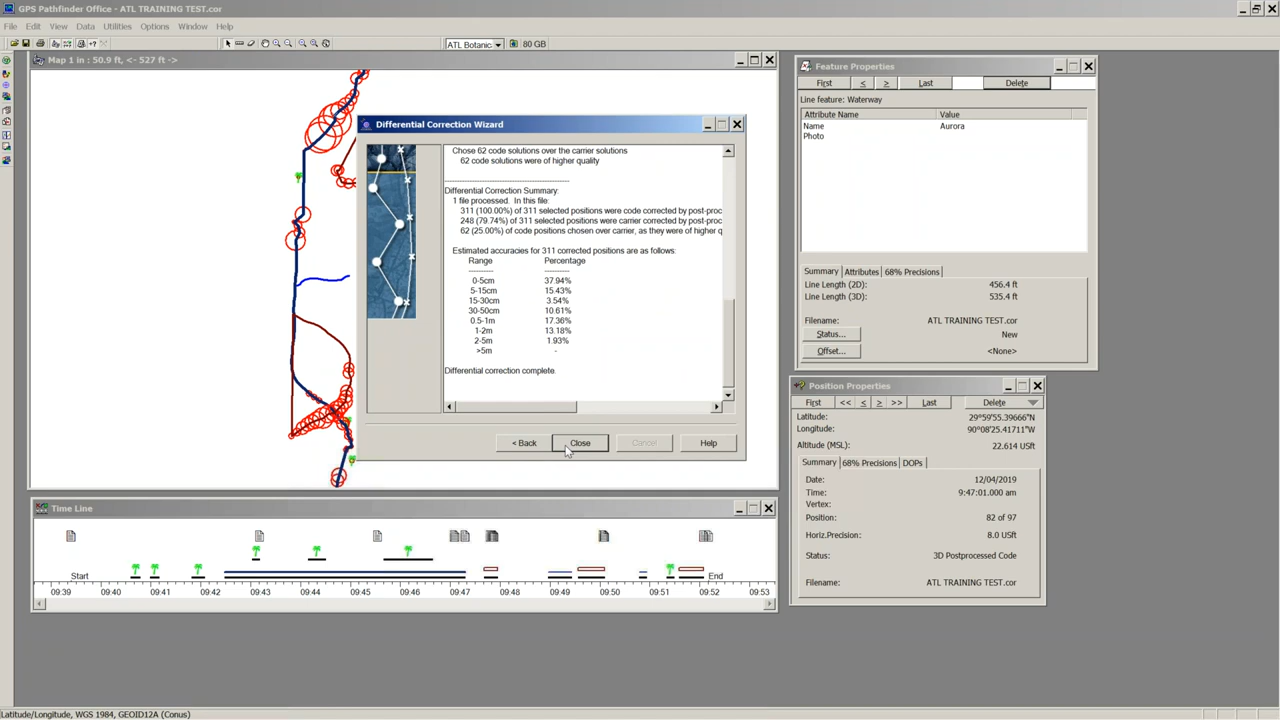 GPS Pathfinder Office - ATL TRAINING TEST.cor
File Edit View Data Utilities Options Window Help
ATL Botanic 80 GB
Map 1 in : 50.9 ft, <- 527 ft ->
Differential Correction Wizard
Chose 62 code solutions over the carrier solutions
62 code solutions were of higher quality
Differential Correction Summary:
1 file processed. In this file:
311 (100.00%) of 311 selected positions were code corrected by post-proc
248 (79.74%) of 311 selected positions were carrier corrected by post-proc
62 (25.00%) of code positions chosen over carrier, as they were of higher q
Estimated accuracies for 311 corrected positions are as follows:
Range Percentage
---------- ----------
0-5cm 37.94%
5-15cm 15.43%
15-30cm 3.54%
30-50cm 10.61%
0.5-1m 17.36%
1-2m 13.18%
2-5m 1.93%
>5m -
Differential correction complete.
< Back Close Cancel Help
Feature Properties
First < > Last Delete
Line feature: Waterway
Attribute Name Value
Name Aurora
Photo
Summary Attributes 68% Precisions
Line Length (2D): 456.4 ft
Line Length (3D): 535.4 ft
Filename: ATL TRAINING TEST.cor
Status... New
Offset... <None>
Position Properties
First << < > >> Last Delete
Latitude: 29°59'55.39666"N
Longitude: 90°08'25.41711"W
Altitude (MSL): 22.614 USft
Summary 68% Precisions DOPs
Date: 12/04/2019
Time: 9:47:01.000 am
Vertex:
Position: 82 of 97
Horiz.Precision: 8.0 USft
Status: 3D Postprocessed Code
Filename: ATL TRAINING TEST.cor
Time Line
Start End
09:39 09:40 09:41 09:42 09:43 09:44 09:45 09:46 09:47 09:48 09:49 09:50 09:51 09:52 09:53
Latitude/Longitude, WGS 1984, GEOID12A (Conus)